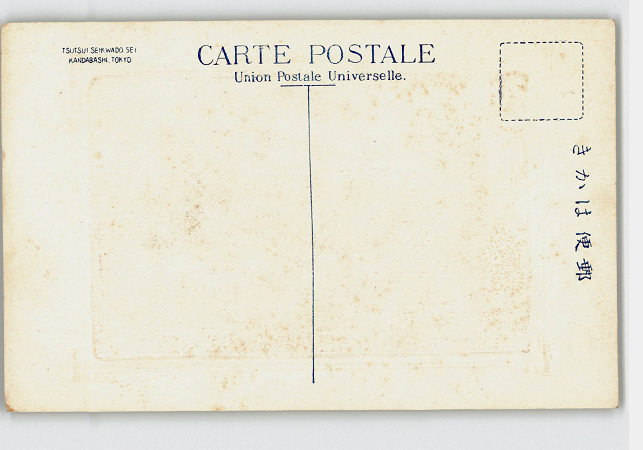 TSUTSUI SEIKWADO SEI
KANDABASHI, TOKYO
CARTE POSTALE
Union Postale Universelle.
きかは便郵